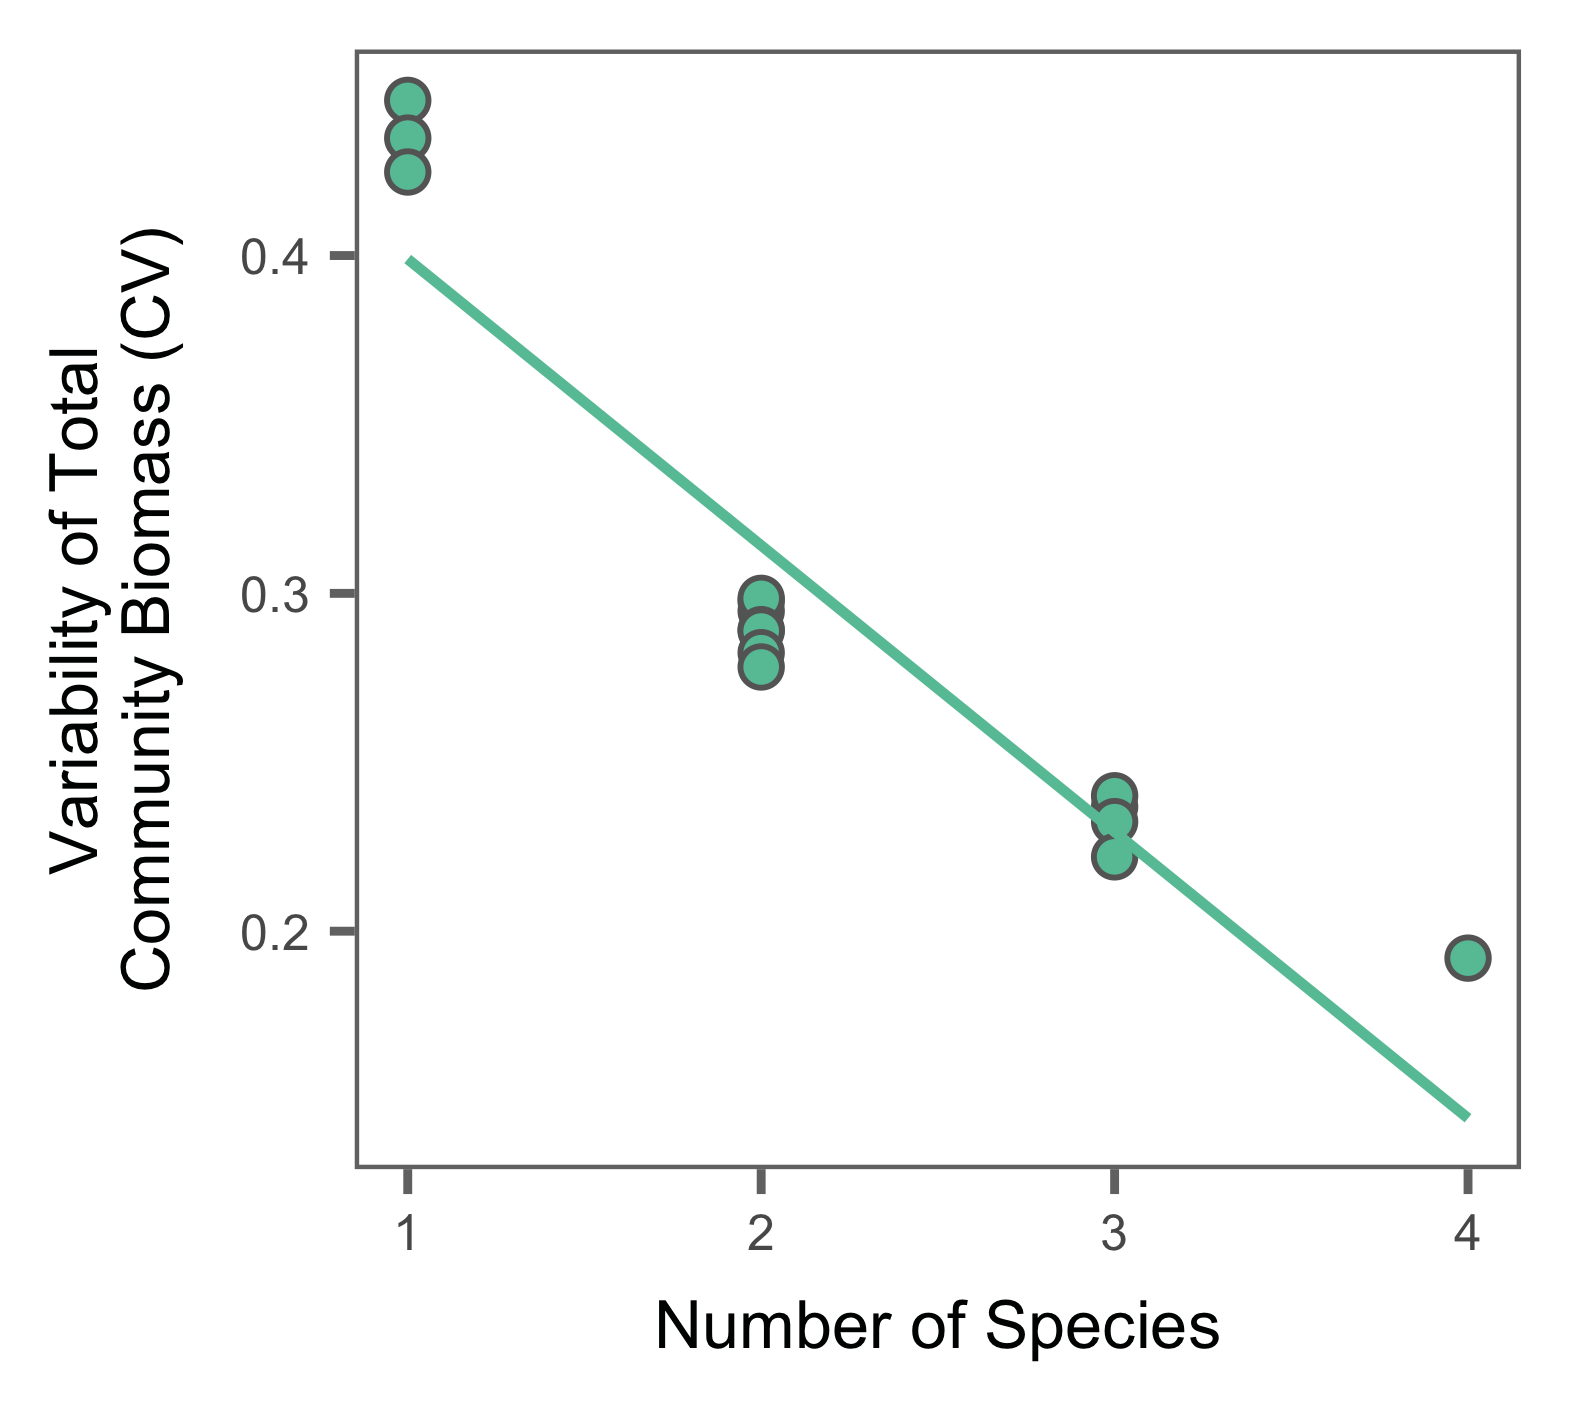 Variability of Total
Community Biomass (CV)
0.4
0.3
0.2
1 2 3 4
Number of Species